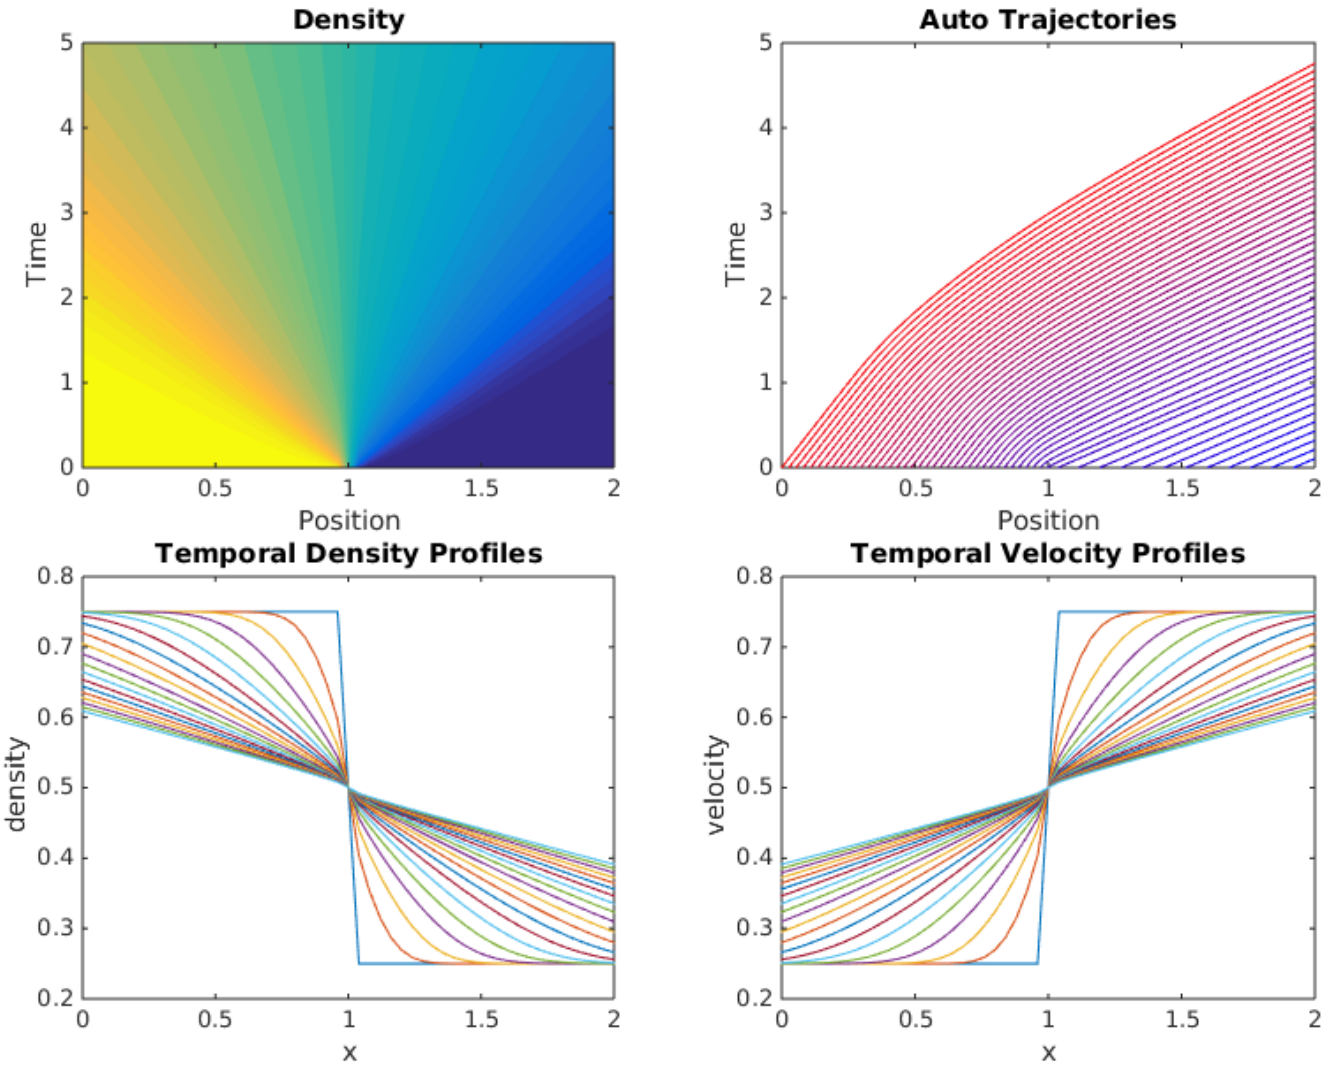 Density
5
4
3
2
1
0
Time
0 0.5 1 1.5 2
Position
Auto Trajectories
5
4
3
2
1
0
Time
0 0.5 1 1.5 2
Position
Temporal Density Profiles
0.8
0.7
0.6
0.5
0.4
0.3
0.2
density
0 0.5 1 1.5 2
x
Temporal Velocity Profiles
0.8
0.7
0.6
0.5
0.4
0.3
0.2
velocity
0 0.5 1 1.5 2
x